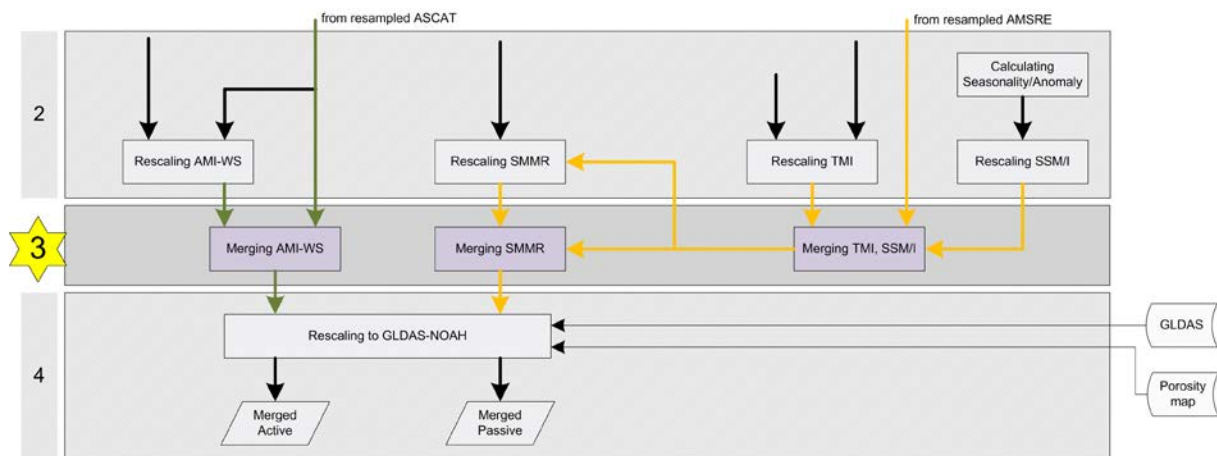 from resampled ASCAT
from resampled AMSRE
2
Calculating
Seasonality/Anomaly
Rescaling AMI-WS
Rescaling SMMR
Rescaling TMI
Rescaling SSM/I
3
Merging AMI-WS
Merging SMMR
Merging TMI, SSM/I
4
Rescaling to GLDAS-NOAH
GLDAS
Porosity
map
Merged
Active
Merged
Passive